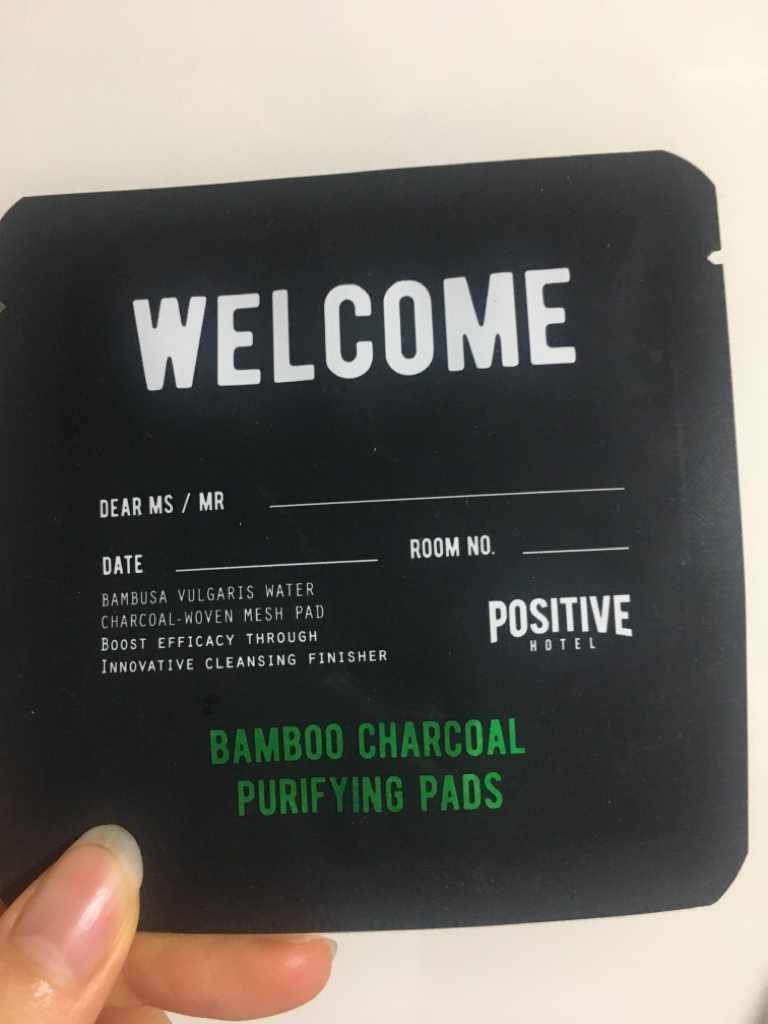 WELCOME
DEAR MS / MR
DATE
ROOM NO.
BAMBUSA VULGARIS WATER
CHARCOAL-WOVEN MESH PAD
BOOST EFFICACY THROUGH
INNOVATIVE CLEANSING FINISHER
POSITIVE
HOTEL
BAMBOO CHARCOAL
PURIFYING PADS